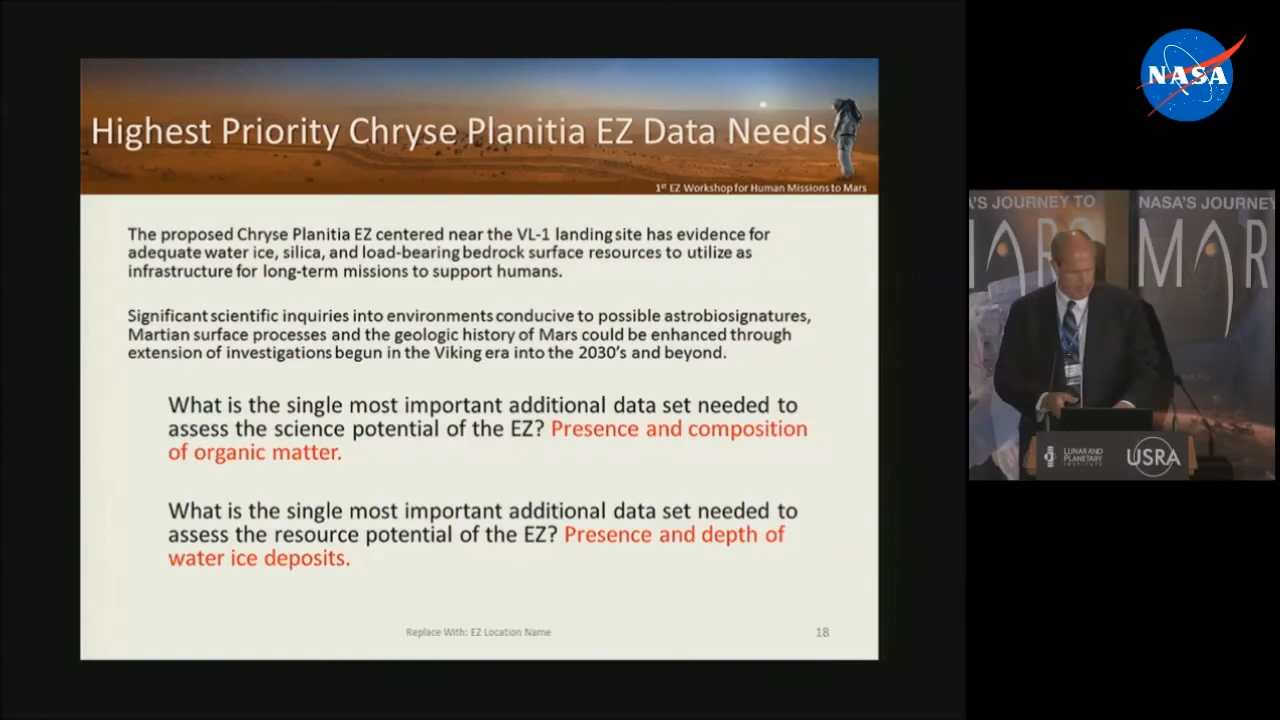 NASA
Highest Priority Chryse Planitia EZ Data Needs
1st EZ Workshop for Human Missions to Mars
The proposed Chryse Planitia EZ centered near the VL-1 landing site has evidence for
adequate water ice, silica, and load-bearing bedrock surface resources to utilize as
infrastructure for long-term missions to support humans.
Significant scientific inquiries into environments conducive to possible astrobiosignatures,
Martian surface processes and the geologic history of Mars could be enhanced through
extension of investigations begun in the Viking era into the 2030's and beyond.
What is the single most important additional data set needed to
assess the science potential of the EZ? Presence and composition
of organic matter.
What is the single most important additional data set needed to
assess the resource potential of the EZ? Presence and depth of
water ice deposits.
Replace With: EZ Location Name
18
A'S JOURNEY TO
NASA'S JOURNEY
MARS
MAR
LUNAR AND
PLANETARY
INSTITUTE
USRA